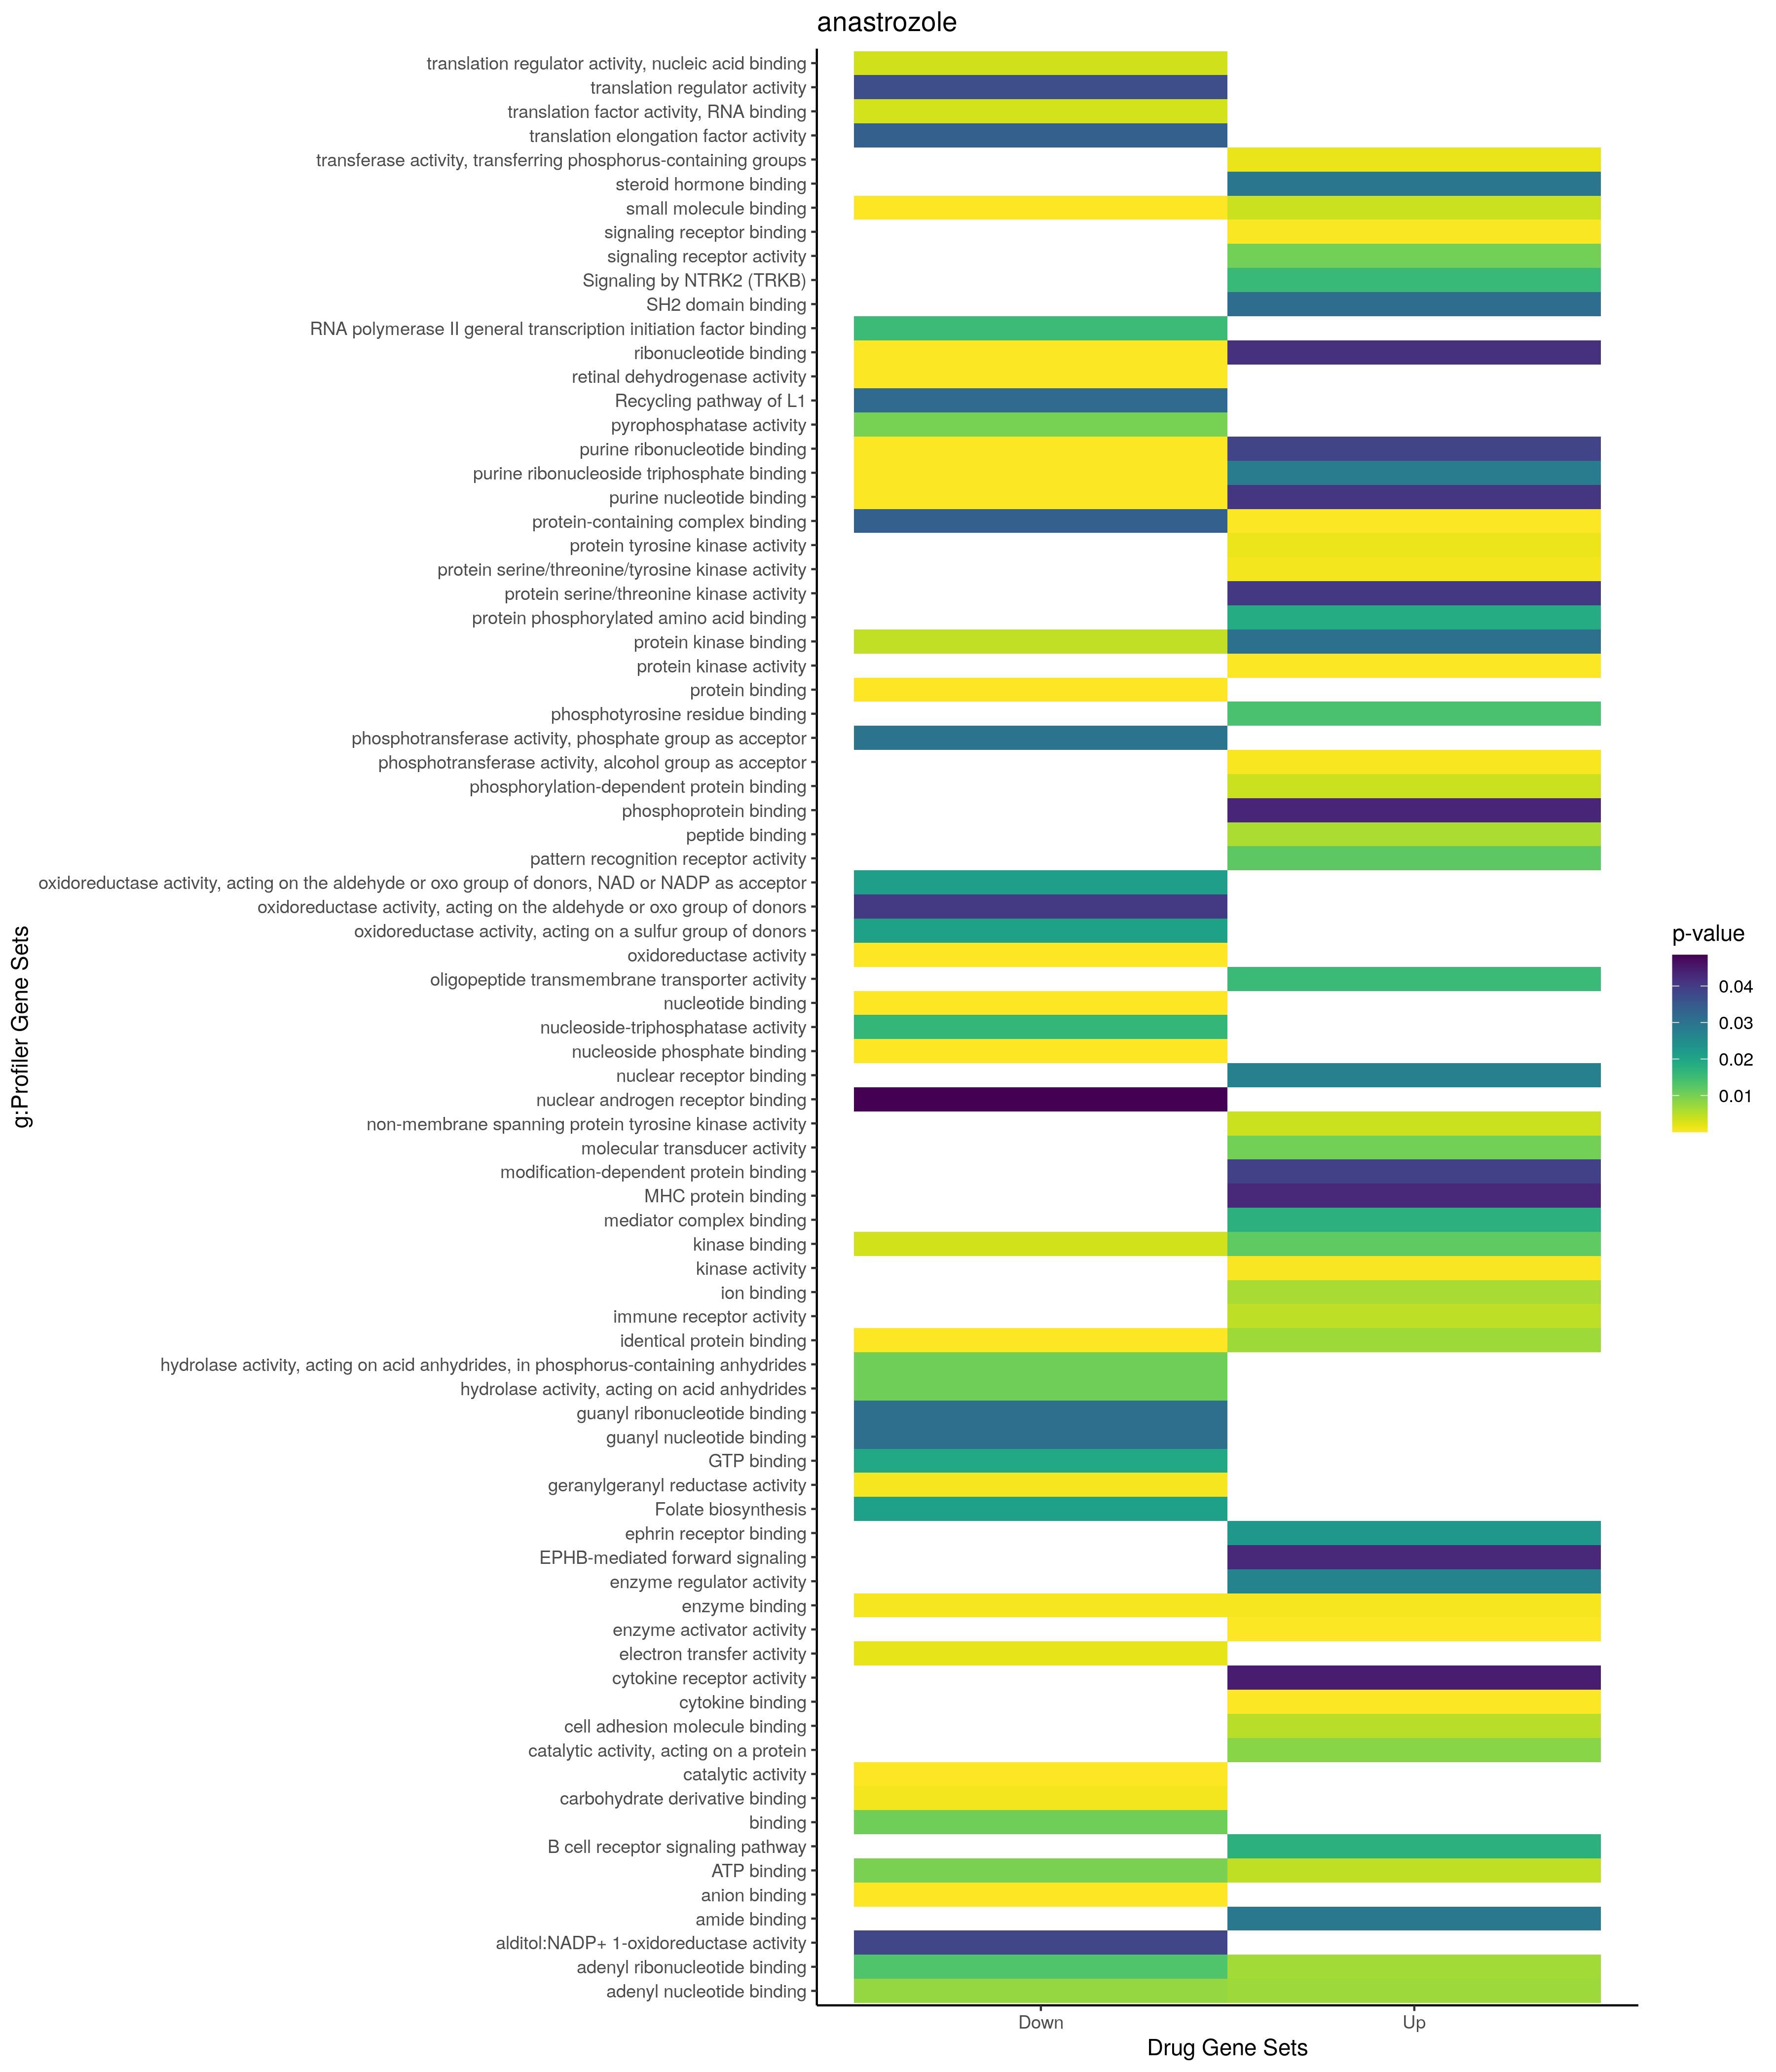 anastrozole
translation regulator activity, nucleic acid binding
translation regulator activity
translation factor activity, RNA binding
translation elongation factor activity
transferase activity, transferring phosphorus-containing groups
steroid hormone binding
small molecule binding
signaling receptor binding
signaling receptor activity
Signaling by NTRK2 (TRKB)
SH2 domain binding
RNA polymerase II general transcription initiation factor binding
ribonucleotide binding
retinal dehydrogenase activity
Recycling pathway of L1
pyrophosphatase activity
purine ribonucleotide binding
purine ribonucleoside triphosphate binding
purine nucleotide binding
protein-containing complex binding
protein tyrosine kinase activity
protein serine/threonine/tyrosine kinase activity
protein serine/threonine kinase activity
protein phosphorylated amino acid binding
protein kinase binding
protein kinase activity
protein binding
phosphotyrosine residue binding
phosphotransferase activity, phosphate group as acceptor
phosphotransferase activity, alcohol group as acceptor
phosphorylation-dependent protein binding
phosphoprotein binding
peptide binding
pattern recognition receptor activity
oxidoreductase activity, acting on the aldehyde or oxo group of donors, NAD or NADP as acceptor
oxidoreductase activity, acting on the aldehyde or oxo group of donors
oxidoreductase activity, acting on a sulfur group of donors
oxidoreductase activity
oligopeptide transmembrane transporter activity
nucleotide binding
nucleoside-triphosphatase activity
nucleoside phosphate binding
nuclear receptor binding
nuclear androgen receptor binding
non-membrane spanning protein tyrosine kinase activity
molecular transducer activity
modification-dependent protein binding
MHC protein binding
mediator complex binding
kinase binding
kinase activity
ion binding
immune receptor activity
identical protein binding
hydrolase activity, acting on acid anhydrides, in phosphorus-containing anhydrides
hydrolase activity, acting on acid anhydrides
guanyl ribonucleotide binding
guanyl nucleotide binding
GTP binding
geranylgeranyl reductase activity
Folate biosynthesis
ephrin receptor binding
EPHB-mediated forward signaling
enzyme regulator activity
enzyme binding
enzyme activator activity
electron transfer activity
cytokine receptor activity
cytokine binding
cell adhesion molecule binding
catalytic activity, acting on a protein
catalytic activity
carbohydrate derivative binding
binding
B cell receptor signaling pathway
ATP binding
anion binding
amide binding
alditol:NADP+ 1-oxidoreductase activity
adenyl ribonucleotide binding
adenyl nucleotide binding
g:Profiler Gene Sets
Down
Up
Drug Gene Sets
p-value
0.04
0.03
0.02
0.01